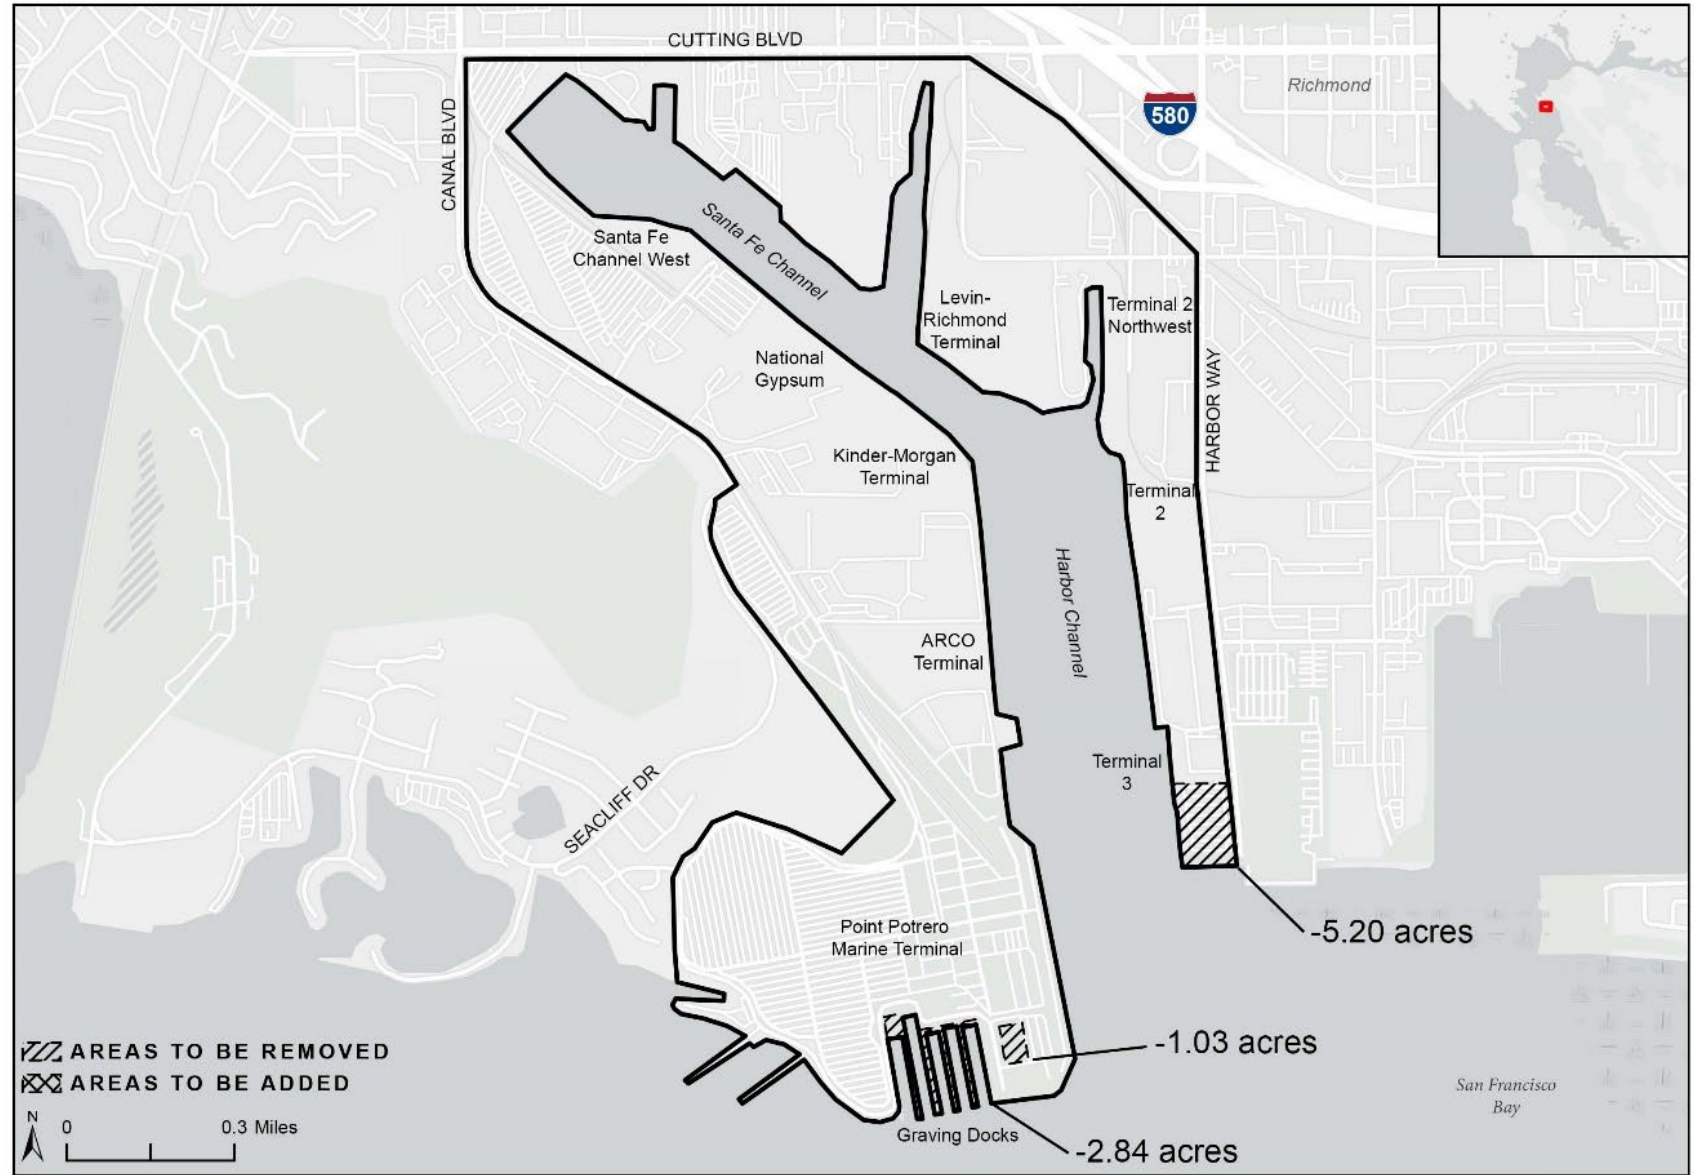 CUTTING BLVD
Richmond
580
CANAL BLVD
Santa Fe
Channel West
Santa Fe Channel
Levin-
Richmond
Terminal
Terminal 2
Northwest
National
Gypsum
HARBOR WAY
Kinder-Morgan
Terminal
Terminal
2
Harbor Channel
ARCO
Terminal
Terminal
3
SEACLIFF DR
Point Potrero
Marine Terminal
-5.20 acres
-1.03 acres
AREAS TO BE REMOVED
AREAS TO BE ADDED
San Francisco
Bay
N
0 0.3 Miles
Graving Docks
-2.84 acres